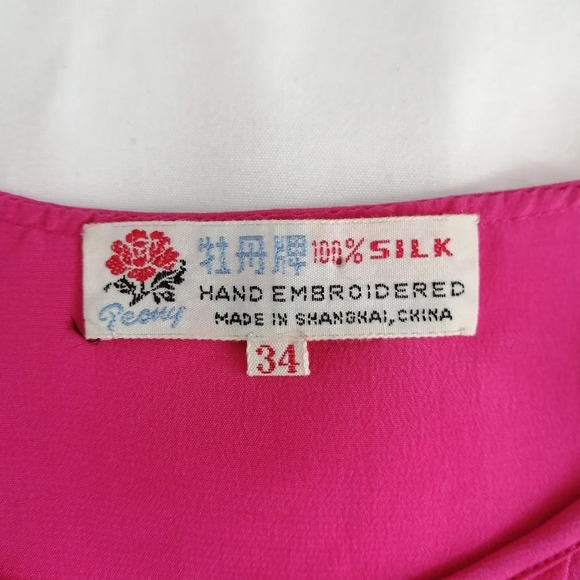 牡丹牌 100% SILK
Peony
HAND EMBROIDERED
MADE IN SHANGHAI, CHINA
34